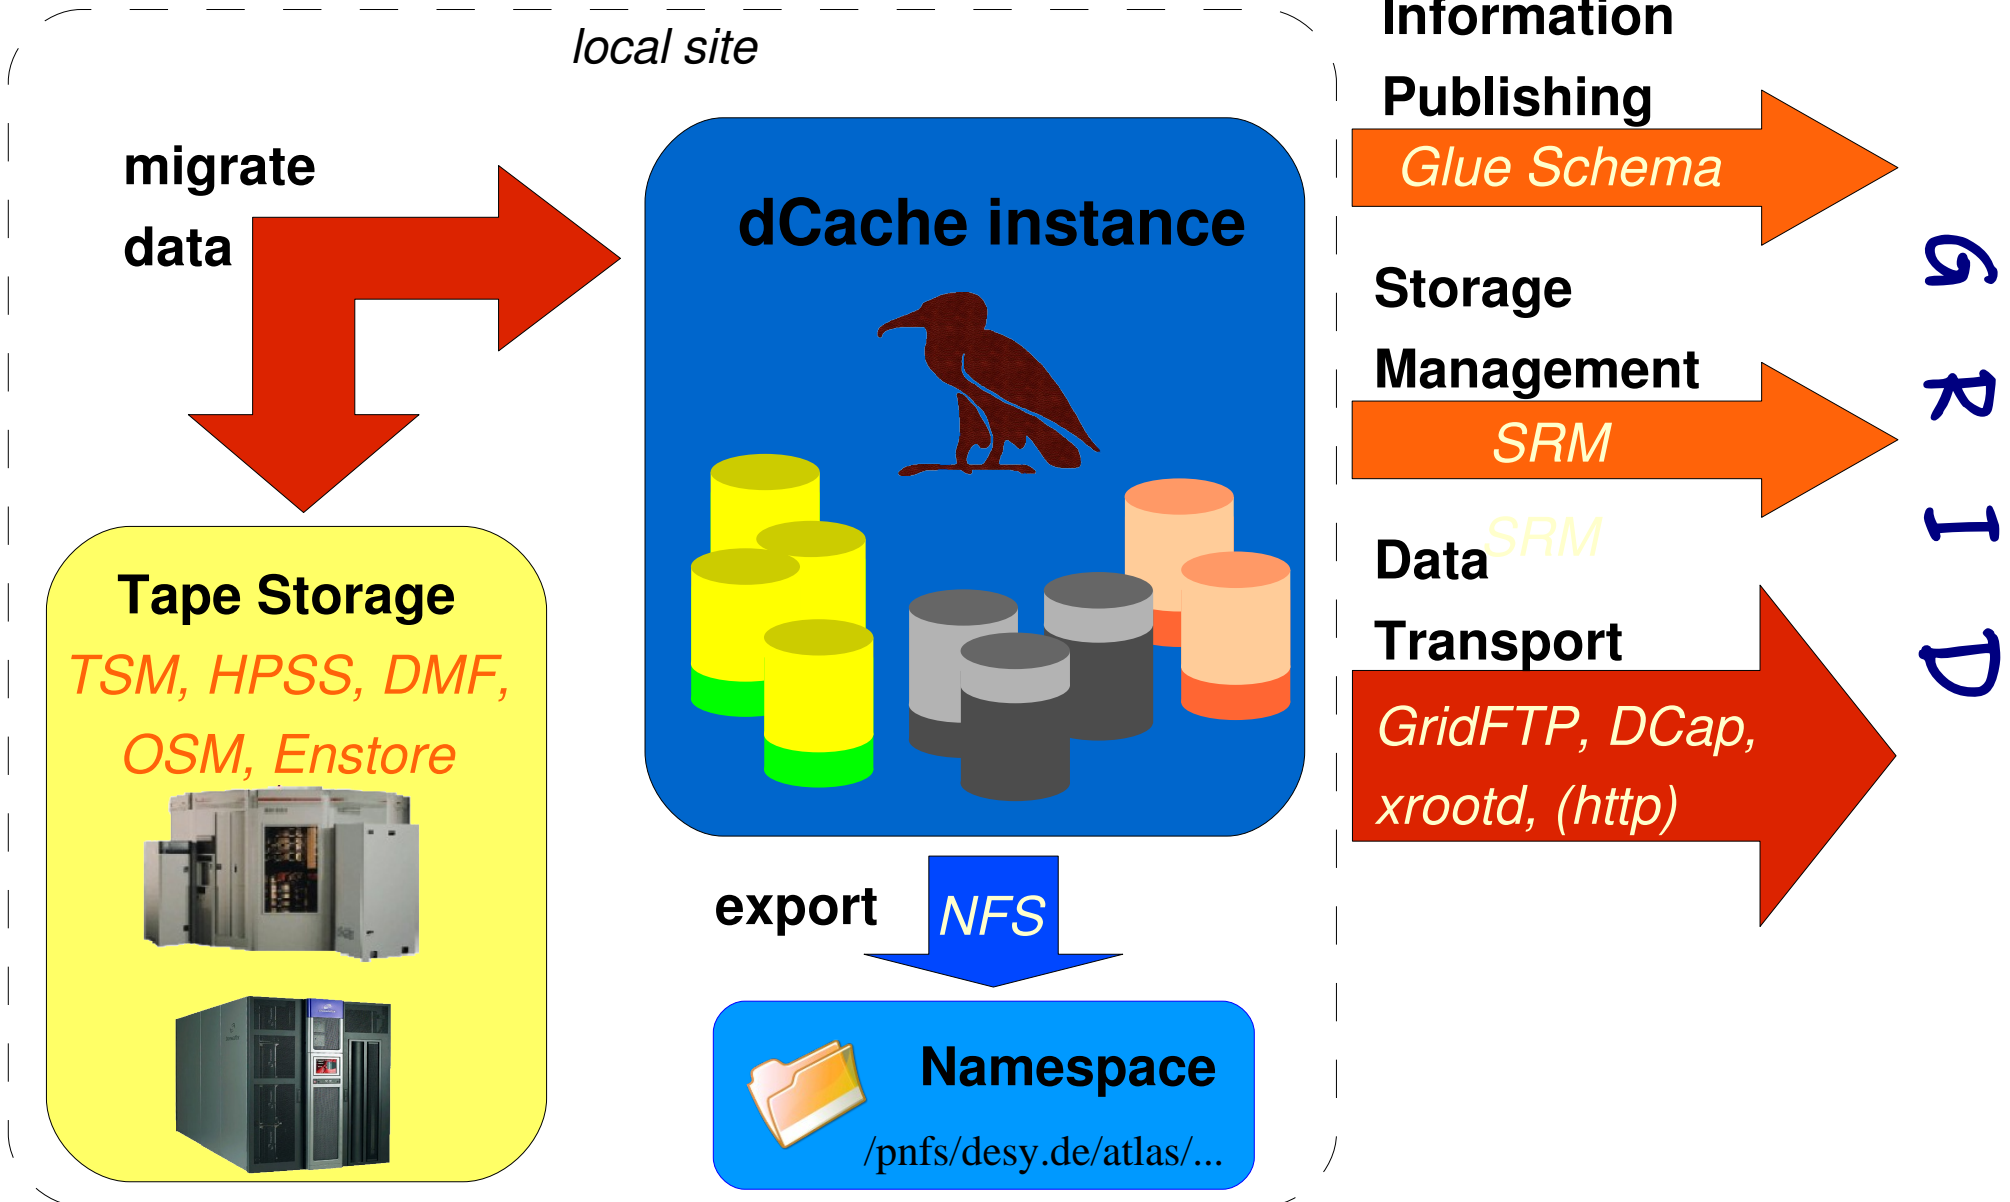 local site
migrate
data
dCache instance
Tape Storage
TSM, HPSS, DMF,
OSM, Enstore
export
NFS
Namespace
/pnfs/desy.de/atlas/...
Information
Publishing
Glue Schema
Storage
Management
SRM
SRM
Data
Transport
GridFTP, DCap,
xrootd, (http)
GRID